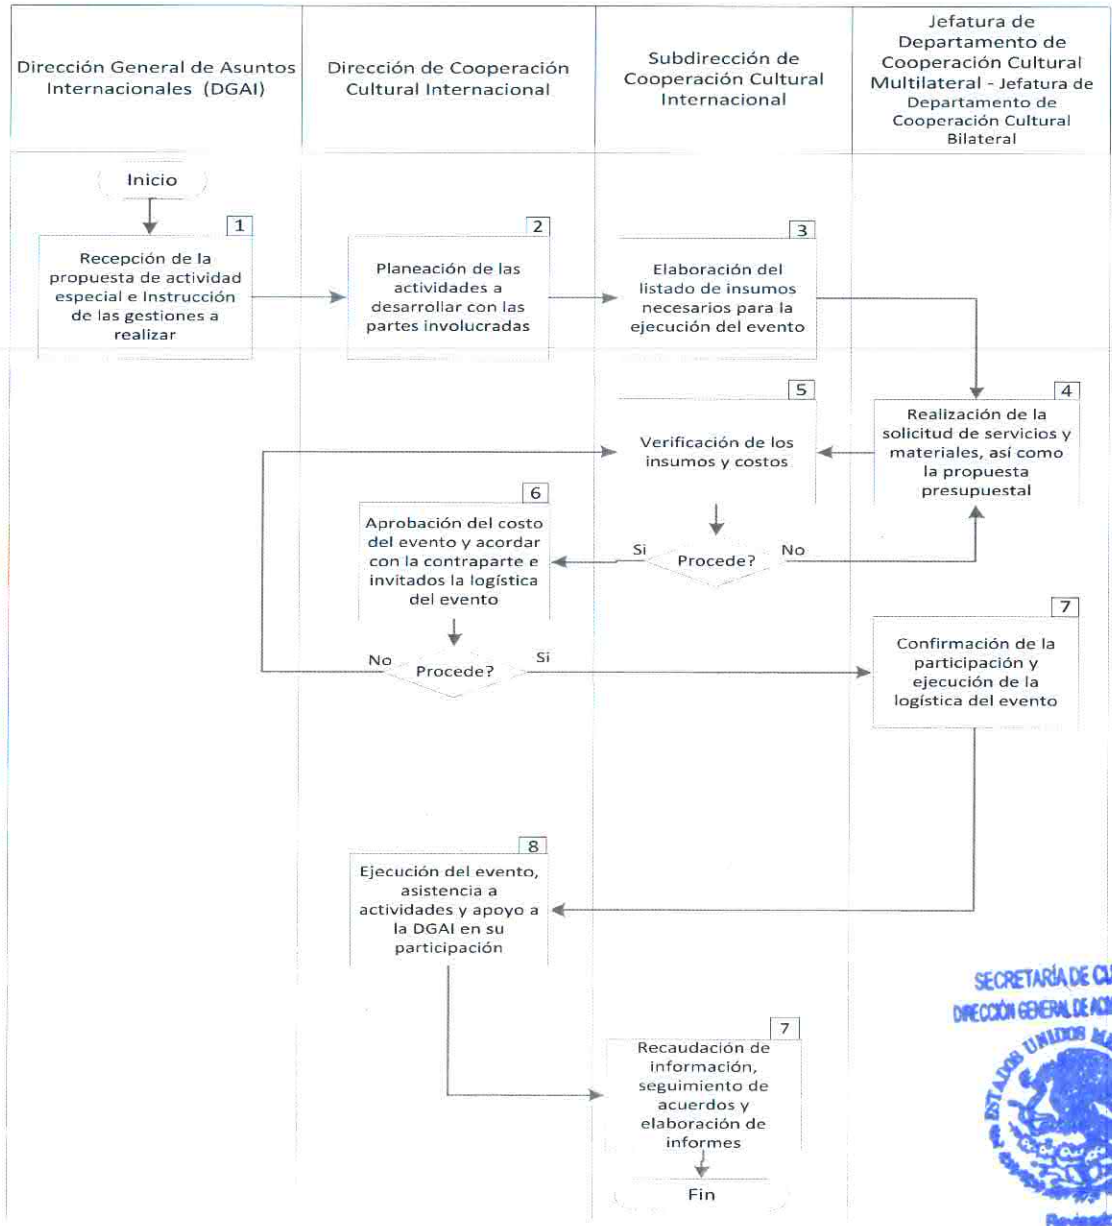 Dirección General de Asuntos
Internacionales (DGAI)
Dirección de Cooperación
Cultural Internacional
Subdirección de
Cooperación Cultural
Internacional
Jefatura de
Departamento de
Cooperación Cultural
Multilateral - Jefatura de
Departamento de
Cooperación Cultural
Bilateral
Inicio
1
Recepción de la
propuesta de actividad
especial e Instrucción
de las gestiones a
realizar
2
Planeación de las
actividades a
desarrollar con las
partes involucradas
3
Elaboración del
listado de insumos
necesarios para la
ejecución del evento
4
Realización de la
solicitud de servicios y
materiales, así como
la propuesta
presupuestal
5
Verificación de los
insumos y costos
Si
Procede?
No
6
Aprobación del costo
del evento y acordar
con la contraparte e
invitados la logística
del evento
No
Procede?
Si
7
Confirmación de la
participación y
ejecución de la
logística del evento
8
Ejecución del evento,
asistencia a
actividades y apoyo a
la DGAI en su
participación
7
Recaudación de
información,
seguimiento de
acuerdos y
elaboración de
informes
Fin
SECRETARÍA DE
DIRECCIÓN GENERAL DE
ESTADOS UNIDOS